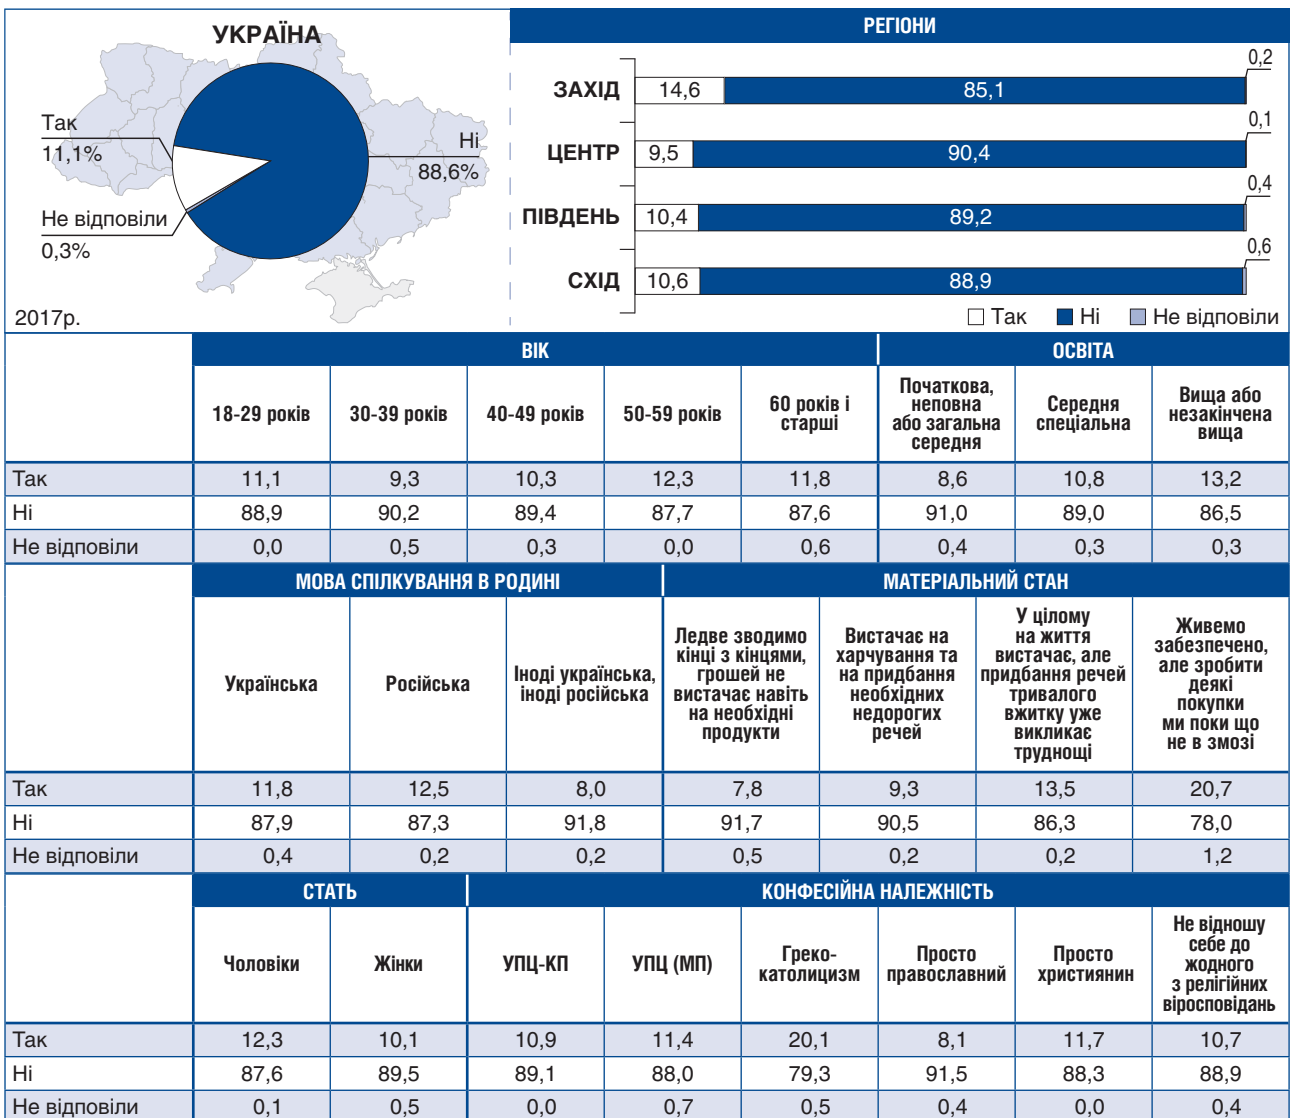 УКРАЇНА
Так
11,1%
Ні
88,6%
Не відповіли
0,3%
2017р.
РЕГІОНИ
0,2
ЗАХІД 14,6 85,1
0,1
ЦЕНТР 9,5 90,4
0,4
ПІВДЕНЬ 10,4 89,2
0,6
СХІД 10,6 88,9
Так Ні Не відповіли
ВІК ОСВІТА
18-29 років 30-39 років 40-49 років 50-59 років 60 років і старші Початкова, неповна або загальна середня Середня спеціальна Вища або незакінчена вища
Так 11,1 9,3 10,3 12,3 11,8 8,6 10,8 13,2
Ні 88,9 90,2 89,4 87,7 87,6 91,0 89,0 86,5
Не відповіли 0,0 0,5 0,3 0,0 0,6 0,4 0,3 0,3
МОВА СПІЛКУВАННЯ В РОДИНІ МАТЕРІАЛЬНИЙ СТАН
Українська Російська Іноді українська, іноді російська Ледве зводимо кінці з кінцями, грошей не вистачає навіть на необхідні продукти Вистачає на харчування та на придбання необхідних недорогих речей У цілому на життя вистачає, але придбання речей тривалого вжитку уже викликає труднощі Живемо забезпечено, але зробити деякі покупки ми поки що не в змозі
Так 11,8 12,5 8,0 7,8 9,3 13,5 20,7
Ні 87,9 87,3 91,8 91,7 90,5 86,3 78,0
Не відповіли 0,4 0,2 0,2 0,5 0,2 0,2 1,2
СТАТЬ КОНФЕСІЙНА НАЛЕЖНІСТЬ
Чоловіки Жінки УПЦ-КП УПЦ (МП) Греко-католицизм Просто православний Просто християнин Не відношу себе до жодного з релігійних віросповідань
Так 12,3 10,1 10,9 11,4 20,1 8,1 11,7 10,7
Ні 87,6 89,5 89,1 88,0 79,3 91,5 88,3 88,9
Не відповіли 0,1 0,5 0,0 0,7 0,5 0,4 0,0 0,4